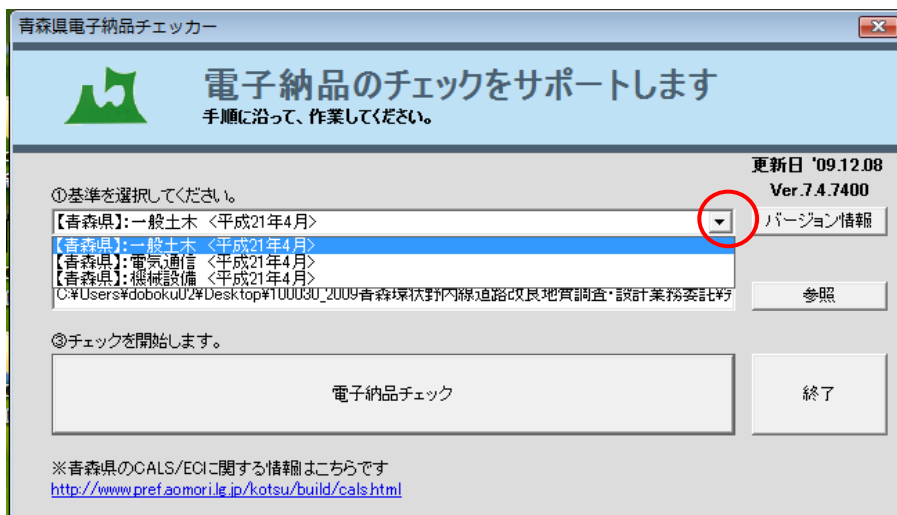 青森県電子納品チェッカー
電子納品のチェックをサポートします
手順に沿って、作業してください。
更新日 '09.12.08
Ver.7.4.7400
①基準を選択してください。
【青森県】:一般土木 <平成21年4月>
バージョン情報
【青森県】:一般土木 <平成21年4月>
【青森県】:電気通信 <平成21年4月>
【青森県】:機械設備 <平成21年4月>
C:¥Users¥doboku02¥Desktop¥100030_2009青森環状野内線道路改良地質調査・設計業務委託¥デ
参照
③チェックを開始します。
電子納品チェック
終了
※青森県のCALS/ECに関する情報はこちらです
http://www.pref.aomori.lg.jp/kotsu/build/cals.html